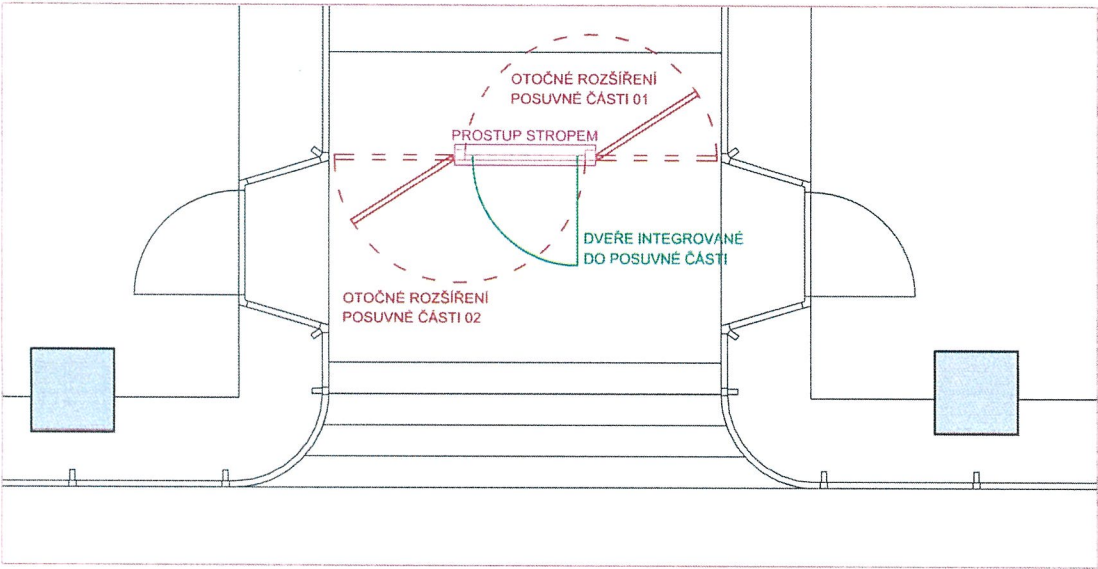 OTOČNÉ ROZŠÍŘENÍ
POSUVNÉ ČÁSTI 01
PROSTUP STROPEM
DVEŘE INTEGROVANÉ
DO POSUVNÉ ČÁSTI
OTOČNÉ ROZŠÍŘENÍ
POSUVNÉ ČÁSTI 02